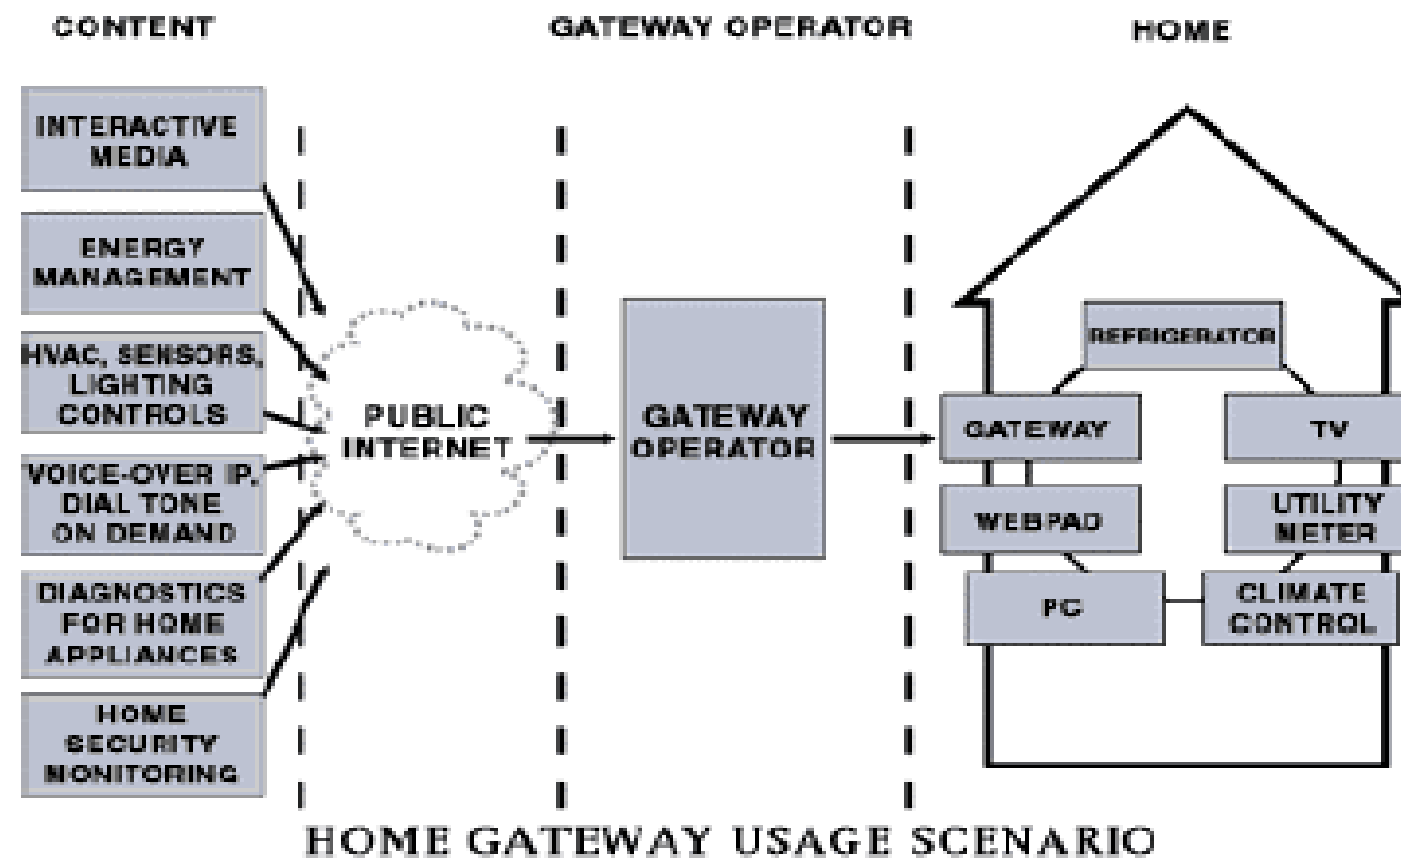 CONTENT
GATEWAY OPERATOR
HOME
INTERACTIVE
MEDIA
ENERGY
MANAGEMENT
HVAC, SENSORS,
LIGHTING
CONTROLS
VOICE-OVER IP,
DIAL TONE
ON DEMAND
DIAGNOSTICS
FOR HOME
APPLIANCES
HOME
SECURITY
MONITORING
PUBLIC
INTERNET
GATEWAY
OPERATOR
REFRIGERATOR
GATEWAY
TV
WEBPAD
UTILITY
METER
PC
CLIMATE
CONTROL
HOME GATEWAY USAGE SCENARIO